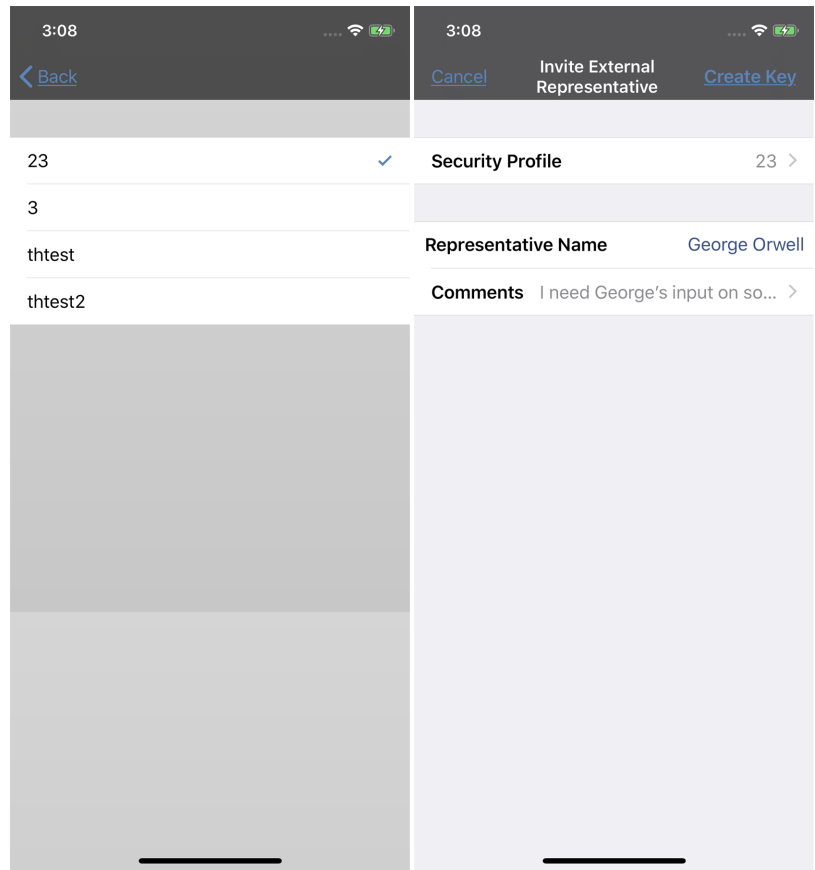 3:08
Back
23
3
thtest
thtest2
3:08
Cancel
Invite External
Representative
Create Key
Security Profile 23
Representative Name George Orwell
Comments I need George’s input on so...